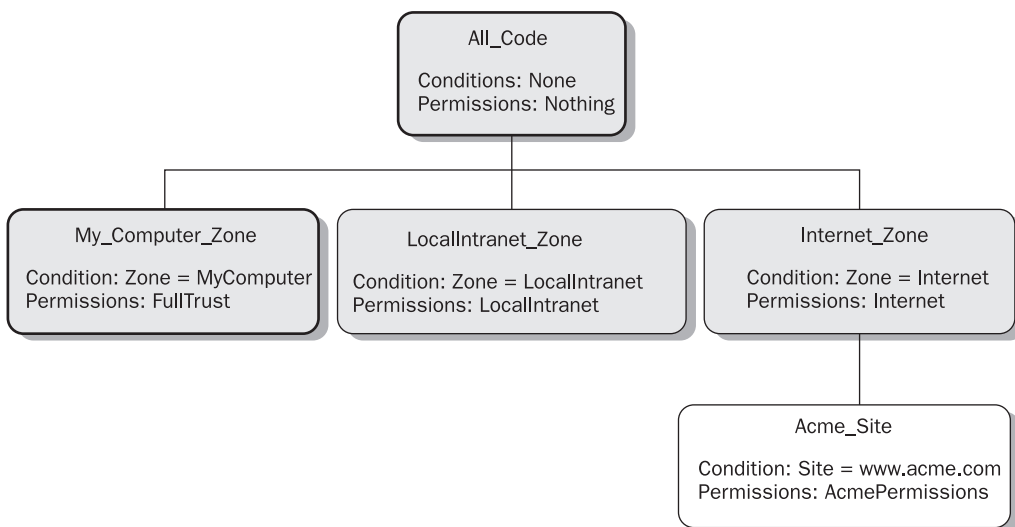 All_Code
Conditions: None
Permissions: Nothing
My_Computer_Zone
Condition: Zone = MyComputer
Permissions: FullTrust
LocalIntranet_Zone
Condition: Zone = LocalIntranet
Permissions: LocalIntranet
Internet_Zone
Condition: Zone = Internet
Permissions: Internet
Acme_Site
Condition: Site = www.acme.com
Permissions: AcmePermissions